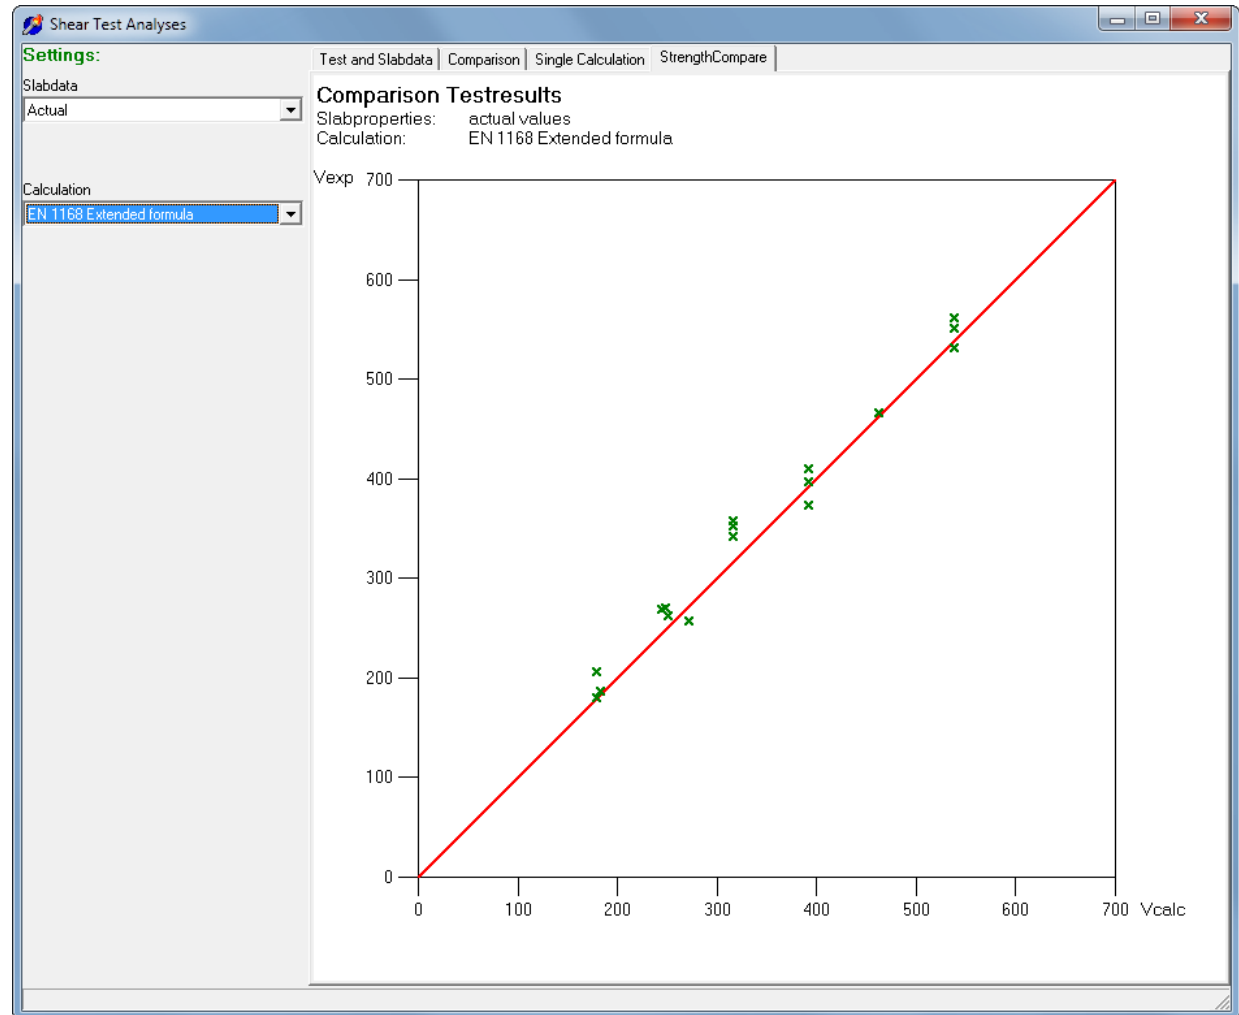 Shear Test Analyses
Settings:
Slabdata
Actual
Calculation
EN 1168 Extended formula
Test and Slabdata Comparison Single Calculation StrengthCompare
Comparison Testresults
Slabproperties: actual values
Calculation: EN 1168 Extended formula
Vexp 700
600
500
400
300
200
100
0
0 100 200 300 400 500 600 700 Vcalc